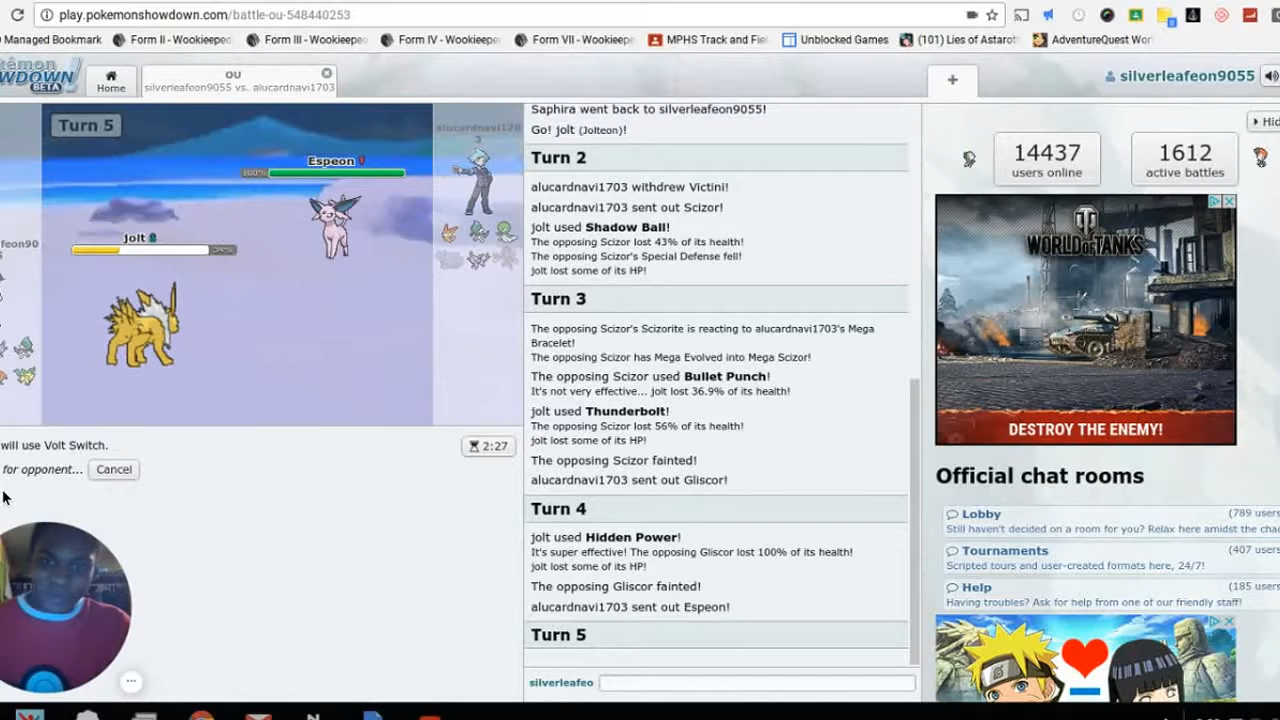 play.pokemonshowdown.com/battle-ou-548440253
Managed Bookmark
Form II - Wookieepe
Form III - Wookieepe
Form IV - Wookieepe
Form VII - Wookieepe
MPHS Track and Fiel
Unblocked Games
(101) Lies of Astarot
AdventureQuest Wor
Home
OU
silverleafeon9055 vs. alucardnavi1703
+
silverleafeon9055
BETA
Turn 5
Espeon
100%
Jolt
34%
will use Volt Switch.
for opponent...
Cancel
2:27
Saphira went back to silverleafeon9055!
Go! jolt (Jolteon)!
Turn 2
alucardnavi1703 withdrew Victini!
alucardnavi1703 sent out Scizor!
jolt used Shadow Ball!
The opposing Scizor lost 43% of its health!
The opposing Scizor's Special Defense fell!
jolt lost some of its HP!
Turn 3
The opposing Scizor's Scizorite is reacting to alucardnavi1703's Mega
Bracelet!
The opposing Scizor has Mega Evolved into Mega Scizor!
The opposing Scizor used Bullet Punch!
It's not very effective... jolt lost 36.9% of its health!
jolt used Thunderbolt!
The opposing Scizor lost 56% of its health!
jolt lost some of its HP!
The opposing Scizor fainted!
alucardnavi1703 sent out Gliscor!
Turn 4
jolt used Hidden Power!
It's super effective! The opposing Gliscor lost 100% of its health!
jolt lost some of its HP!
The opposing Gliscor fainted!
alucardnavi1703 sent out Espeon!
Turn 5
silverleafeo
Hid
14437
users online
1612
active battles
WORLD OF TANKS
DESTROY THE ENEMY!
Official chat rooms
Lobby
(789 users
Still haven't decided on a room for you? Relax here amidst the cha
Tournaments
(407 users
Scripted tours and user-created formats here, 24/7!
Help
(185 users
Having troubles? Ask for help from one of our friendly staff!